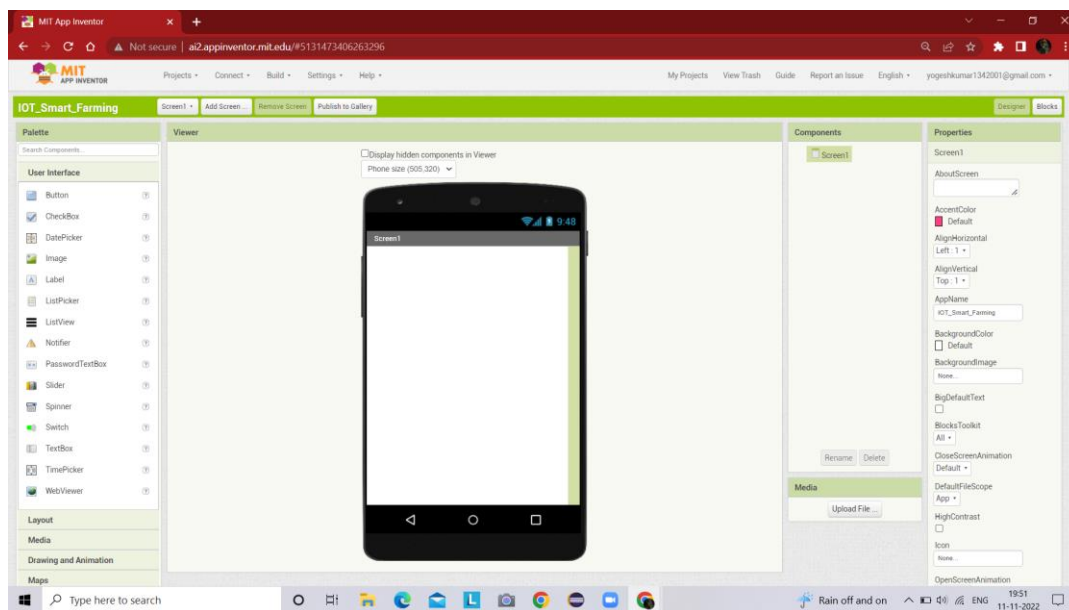 MIT App Inventor
Not secure | ai2.appinventor.mit.edu/#5131473406263296
MIT
APP INVENTOR
Projects Connect Build Settings Help My Projects View Trash Guide Report an Issue English yogeshkumar1342001@gmail.com
IOT_Smart_Farming Screen1 Add Screen ... Remove Screen Publish to Gallery Designer Blocks
Palette
Search Components...
User Interface
Button
CheckBox
DatePicker
Image
Label
ListPicker
ListView
Notifier
PasswordTextBox
Slider
Spinner
Switch
TextBox
TimePicker
WebViewer
Layout
Media
Drawing and Animation
Maps
Viewer
Display hidden components in Viewer
Phone size (505,320)
9:48
Screen1
Components
Screen1
Rename Delete
Media
Upload File ...
Properties
Screen1
AboutScreen
AccentColor
Default
AlignHorizontal
Left : 1
AlignVertical
Top : 1
AppName
IOT_Smart_Farming
BackgroundColor
Default
BackgroundImage
None...
BigDefaultText
BlocksToolkit
All
CloseScreenAnimation
Default
DefaultFileScope
App
HighContrast
Icon
None...
OpenScreenAnimation
Type here to search
Rain off and on
ENG
19:51
11-11-2022